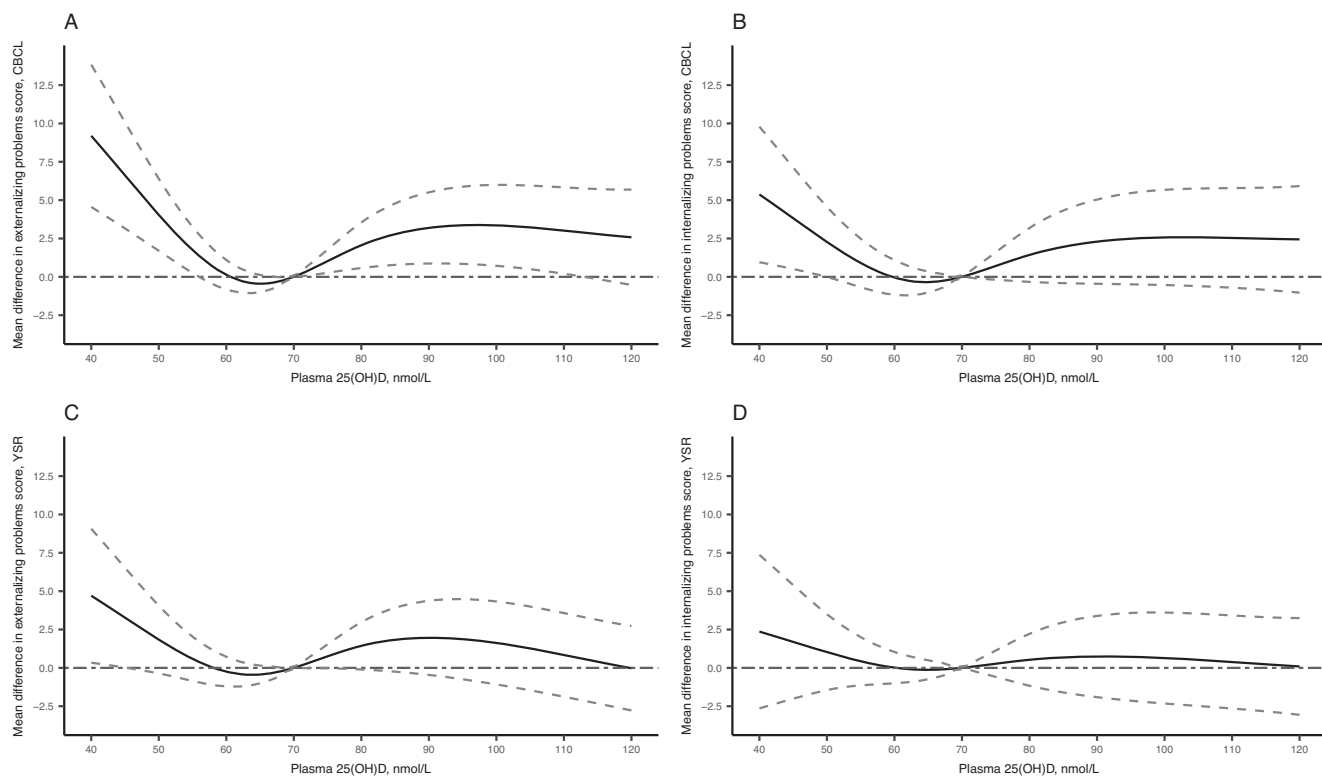 A
Mean difference in externalizing problems score, CBCL
12.5
10.0
7.5
5.0
2.5
0.0
−2.5
40 50 60 70 80 90 100 110 120
Plasma 25(OH)D, nmol/L
B
Mean difference in internalizing problems score, CBCL
12.5
10.0
7.5
5.0
2.5
0.0
−2.5
40 50 60 70 80 90 100 110 120
Plasma 25(OH)D, nmol/L
C
Mean difference in externalizing problems score, YSR
12.5
10.0
7.5
5.0
2.5
0.0
−2.5
40 50 60 70 80 90 100 110 120
Plasma 25(OH)D, nmol/L
D
Mean difference in internalizing problems score, YSR
12.5
10.0
7.5
5.0
2.5
0.0
−2.5
40 50 60 70 80 90 100 110 120
Plasma 25(OH)D, nmol/L